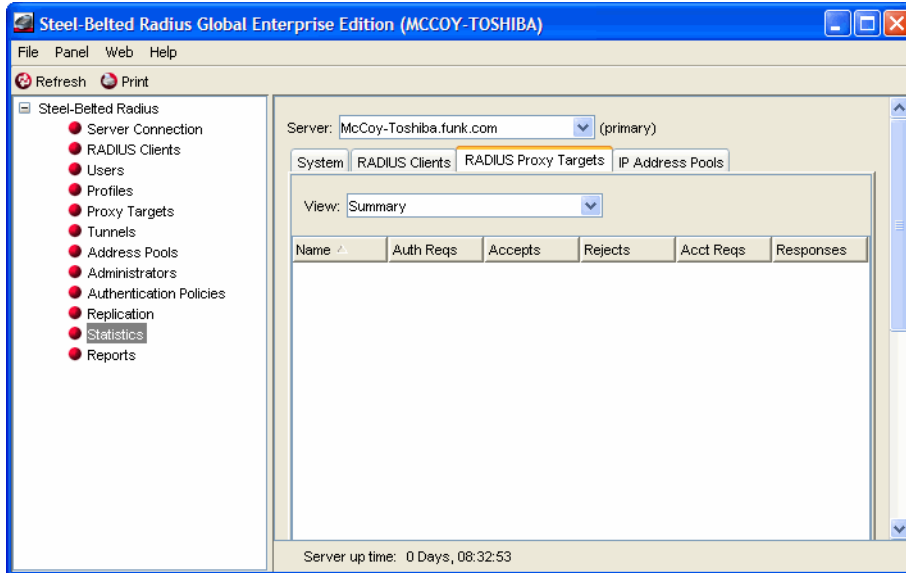 Steel-Belted Radius Global Enterprise Edition (MCCOY-TOSHIBA)
File Panel Web Help
Refresh Print
Steel-Belted Radius
Server Connection
RADIUS Clients
Users
Profiles
Proxy Targets
Tunnels
Address Pools
Administrators
Authentication Policies
Replication
Statistics
Reports
Server: McCoy-Toshiba.funk.com (primary)
System RADIUS Clients RADIUS Proxy Targets IP Address Pools
View: Summary
Name Auth Reqs Accepts Rejects Acct Reqs Responses
Server up time: 0 Days, 08:32:53